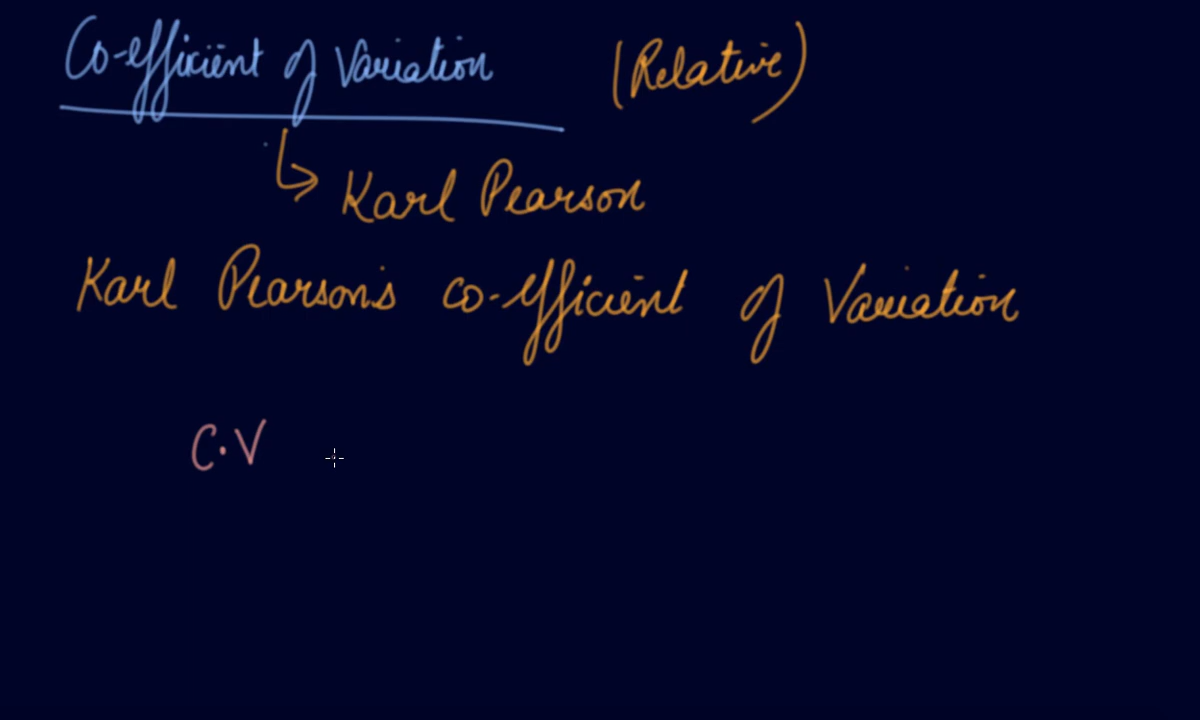 Co-efficient of Variation (Relative)
Karl Pearson
Karl Pearson's co-efficient of Variation
C.V